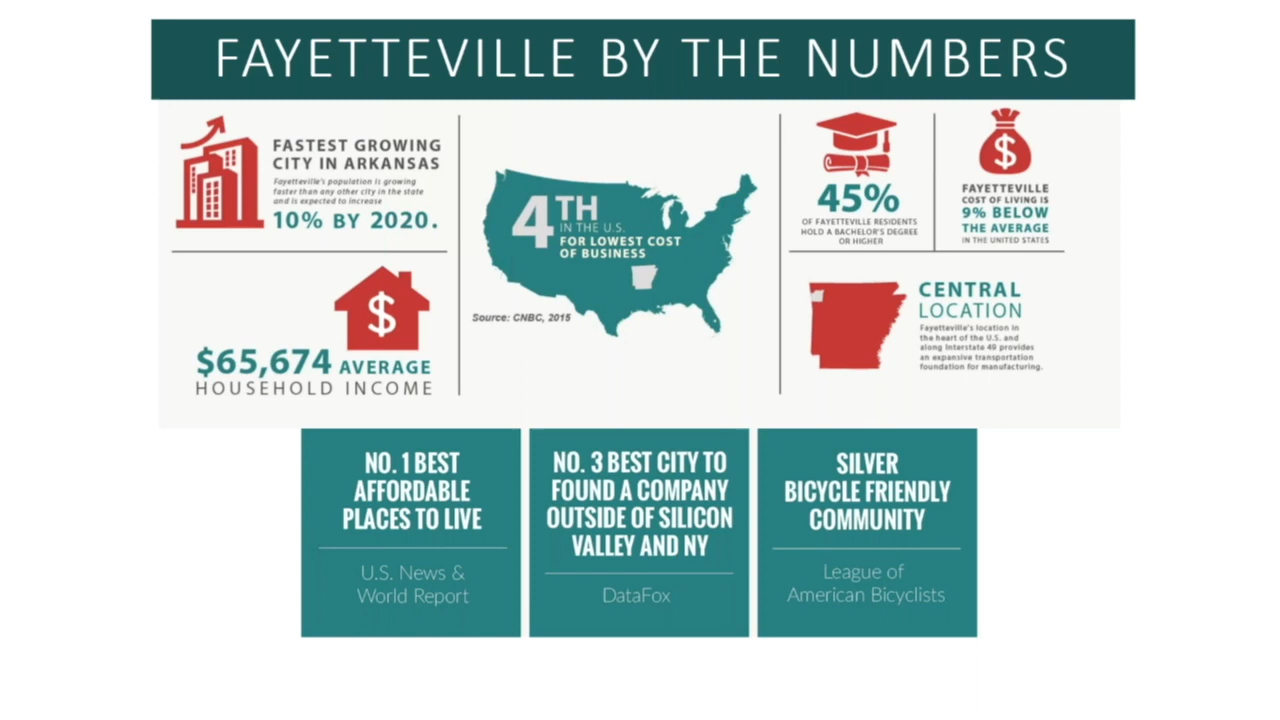 FAYETTEVILLE BY THE NUMBERS
FASTEST GROWING
CITY IN ARKANSAS
Fayetteville's population is growing
faster than any other city in the state
and is expected to increase
10% BY 2020.
$65,674 AVERAGE
HOUSEHOLD INCOME
4TH
IN THE U.S.
FOR LOWEST COST
OF BUSINESS
Source: CNBC, 2015
45%
OF FAYETTEVILLE RESIDENTS
HOLD A BACHELOR'S DEGREE
OR HIGHER
$
FAYETTEVILLE
COST OF LIVING IS
9% BELOW
THE AVERAGE
IN THE UNITED STATES
$
CENTRAL
LOCATION
Fayetteville's location in
the heart of the U.S. and
along Interstate 49 provides
an expansive transportation
foundation for manufacturing.
NO. 1 BEST
AFFORDABLE
PLACES TO LIVE
U.S. News &
World Report
NO. 3 BEST CITY TO
FOUND A COMPANY
OUTSIDE OF SILICON
VALLEY AND NY
DataFox
SILVER
BICYCLE FRIENDLY
COMMUNITY
League of
American Bicyclists